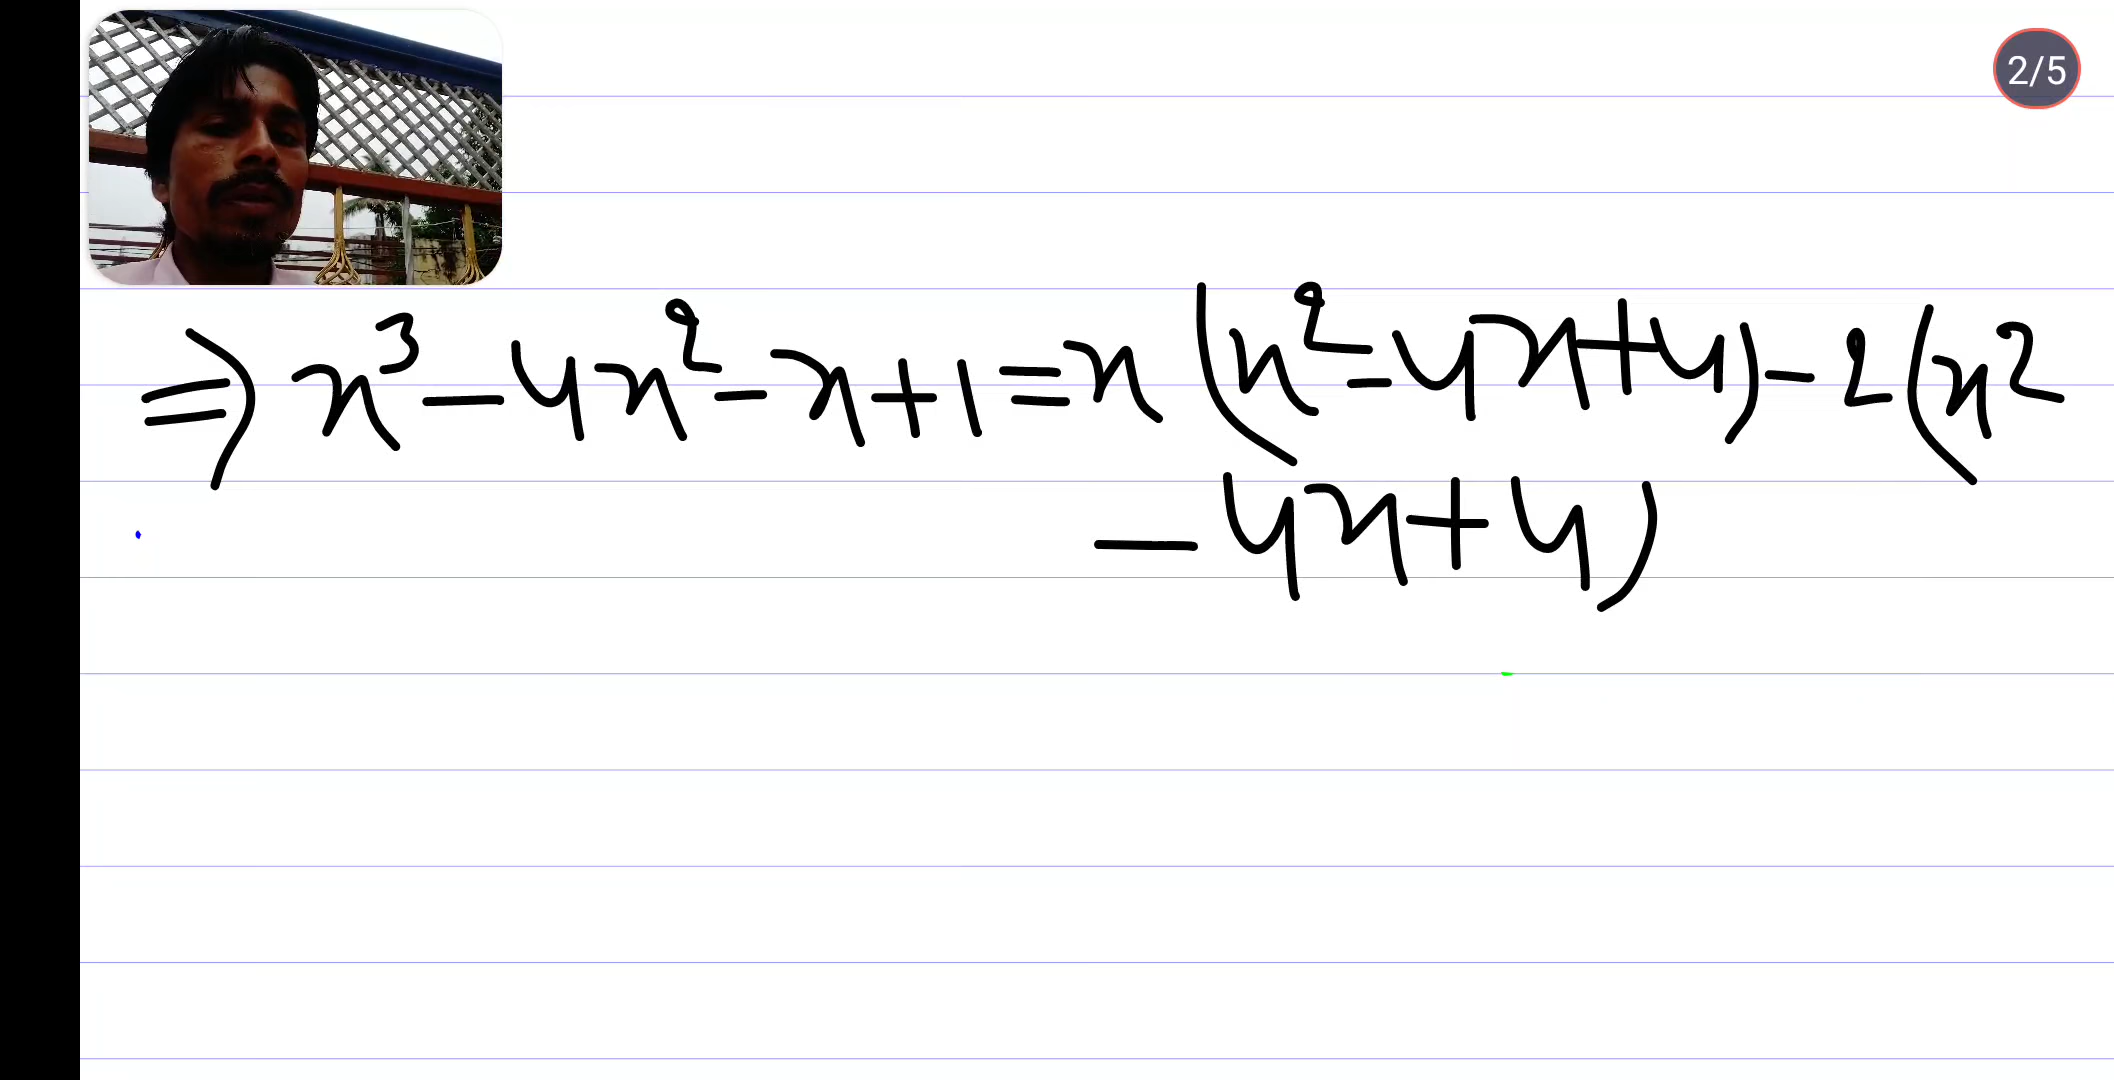 2/5
⇒ x³ - 4x² - x + 1 = x (x² - 4x + 4) - 2 (x²
- 4x + 4)